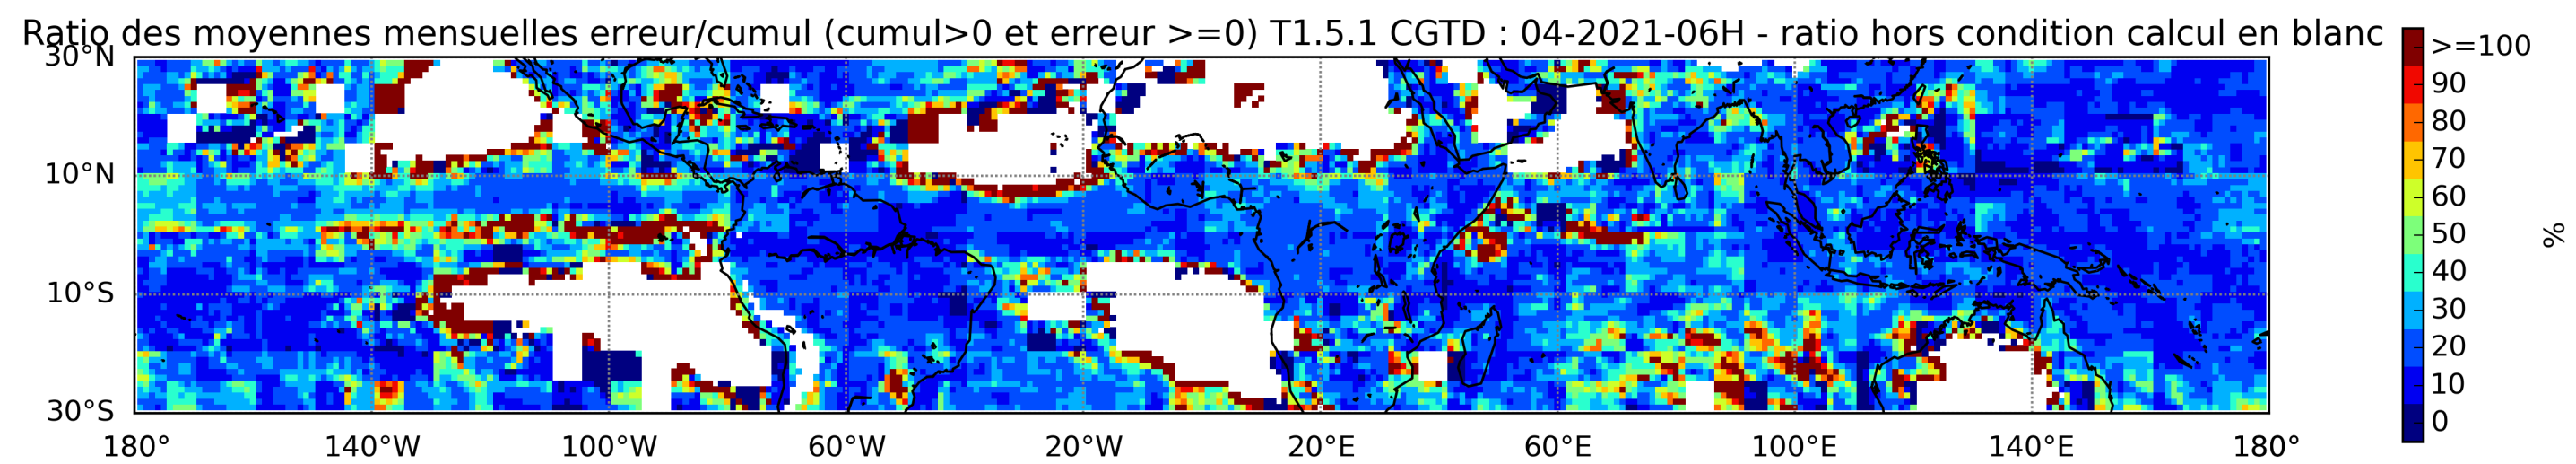 Ratio des moyennes mensuelles erreur/cumul (cumul>0 et erreur >=0) T1.5.1 CGTD : 04-2021-06H - ratio hors condition calcul en blanc
30°N
10°N
10°S
30°S
180°
140°W
100°W
60°W
20°W
20°E
60°E
100°E
140°E
180°
>=100
90
80
70
60
50
40
30
20
10
0
%